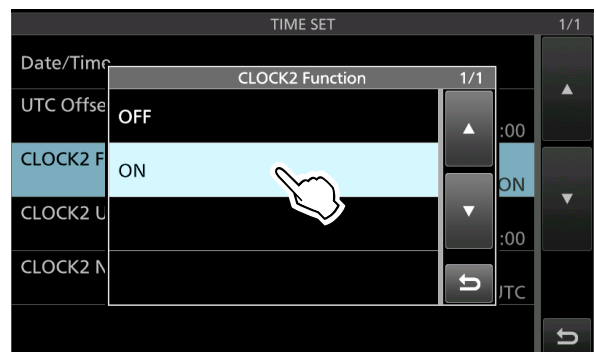 TIME SET 1/1
Date/Time
CLOCK2 Function 1/1
UTC Offse
OFF
:00
CLOCK2 F
ON
ON
CLOCK2 U
:00
CLOCK2 N
UTC